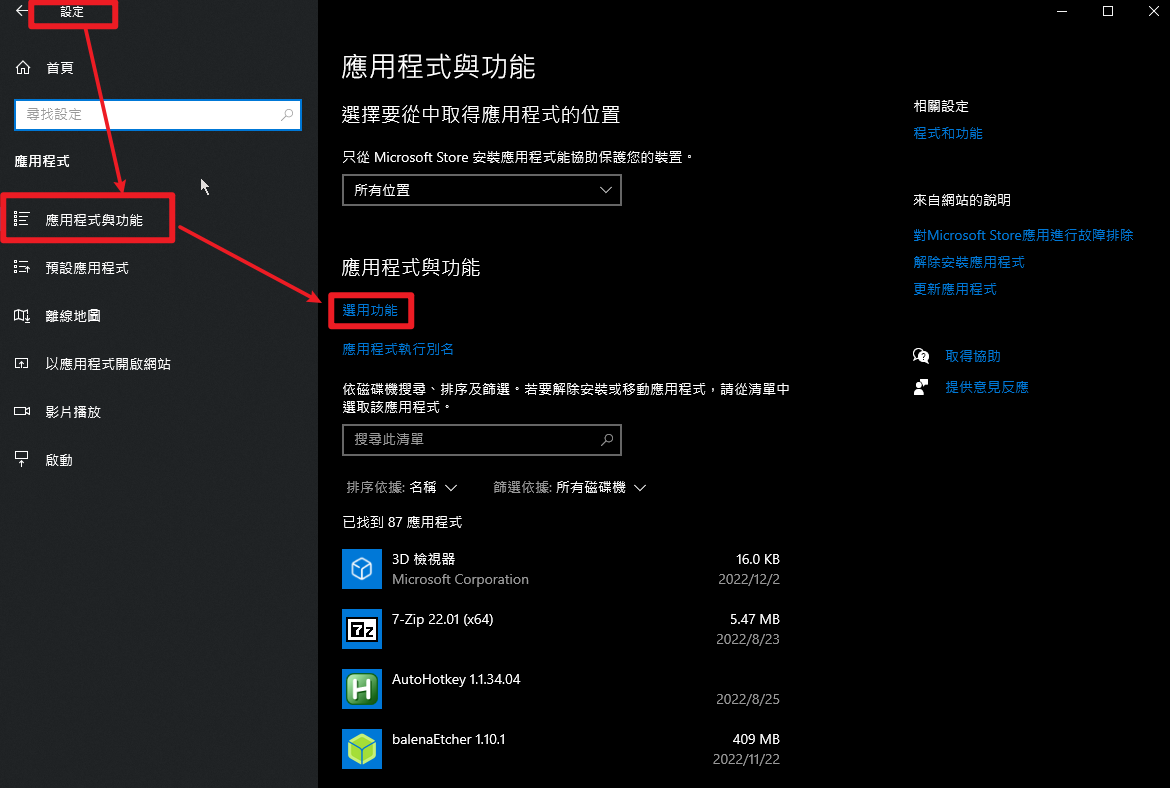 設定
首頁
尋找設定
應用程式
應用程式與功能
預設應用程式
離線地圖
以應用程式開啟網站
影片播放
啟動
應用程式與功能
選擇要從中取得應用程式的位置
只從 Microsoft Store 安裝應用程式能協助保護您的裝置。
所有位置
應用程式與功能
選用功能
應用程式執行別名
依磁碟機搜尋、排序及篩選。若要解除安裝或移動應用程式，請從清單中
選取該應用程式。
搜尋此清單
排序依據: 名稱 篩選依據: 所有磁碟機
已找到 87 應用程式
3D 檢視器 16.0 KB
Microsoft Corporation 2022/12/2
7-Zip 22.01 (x64) 5.47 MB
7z
2022/8/23
AutoHotkey 1.1.34.04
H
2022/8/25
balenaEtcher 1.10.1 409 MB
2022/11/22
相關設定
程式和功能
來自網站的說明
對Microsoft Store應用進行故障排除
解除安裝應用程式
更新應用程式
取得協助
提供意見反應